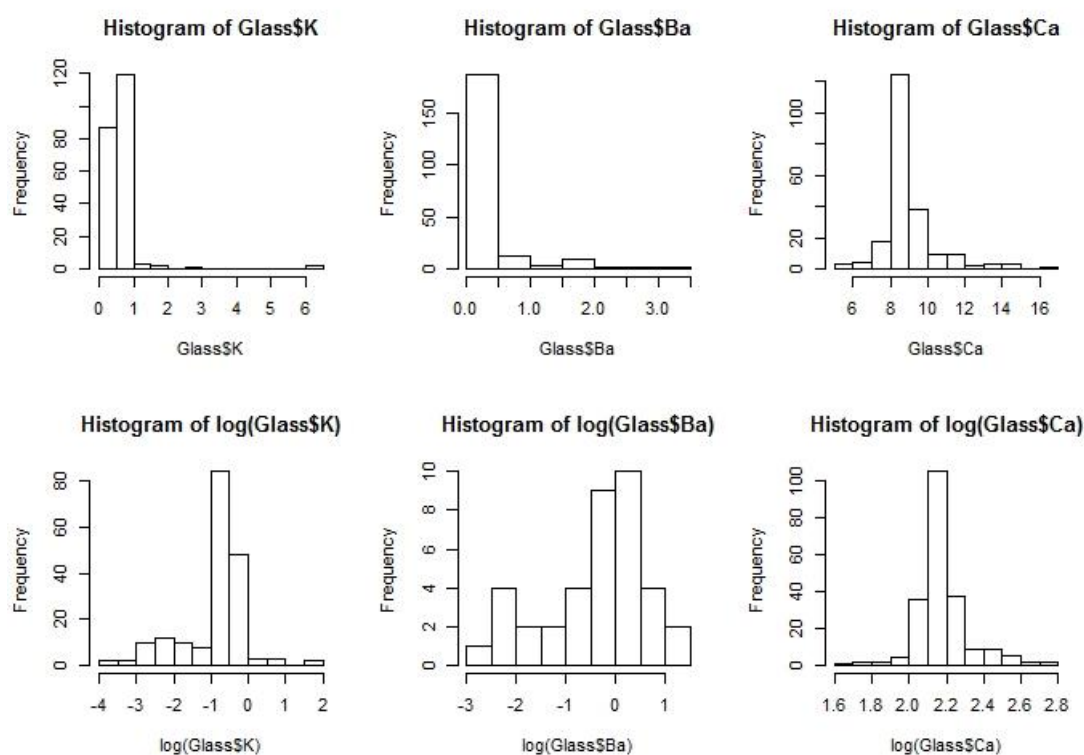 Histogram of Glass$K
Frequency
0 20 40 60 80 120
0 1 2 3 4 5 6
Glass$K
Histogram of Glass$Ba
Frequency
0 50 100 150
0.0 1.0 2.0 3.0
Glass$Ba
Histogram of Glass$Ca
Frequency
0 20 60 100
6 8 10 12 14 16
Glass$Ca
Histogram of log(Glass$K)
Frequency
0 20 40 60 80
-4 -3 -2 -1 0 1 2
log(Glass$K)
Histogram of log(Glass$Ba)
Frequency
0 2 4 6 8 10
-3 -2 -1 0 1
log(Glass$Ba)
Histogram of log(Glass$Ca)
Frequency
0 20 40 60 80 100
1.6 1.8 2.0 2.2 2.4 2.6 2.8
log(Glass$Ca)